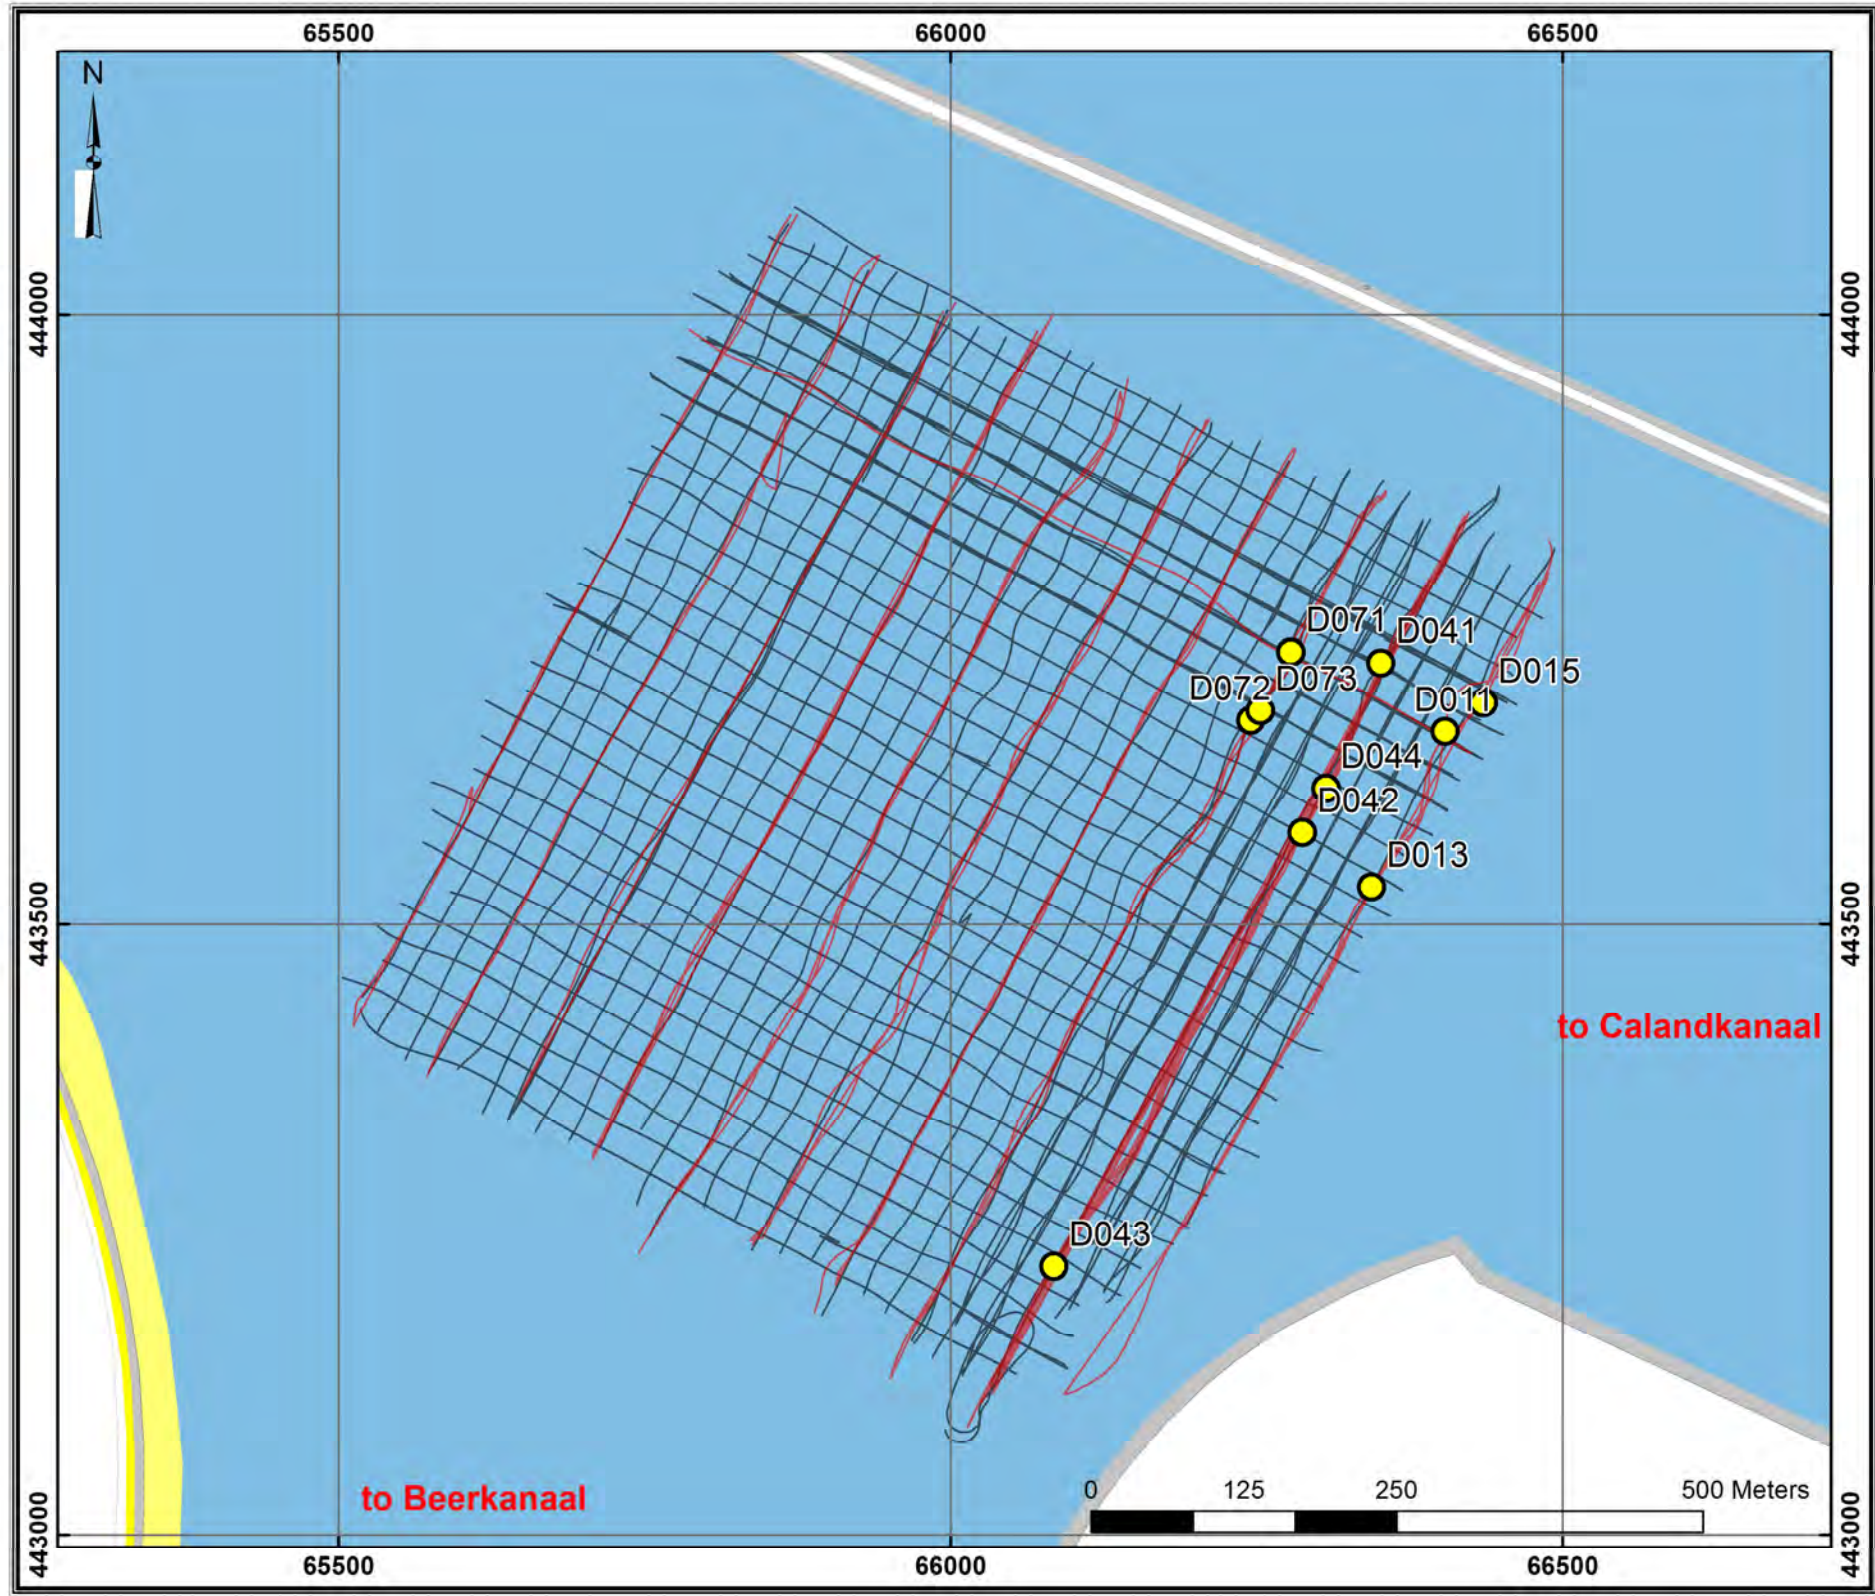 65500 66000 66500
N
444000 444000
D071
D041
D015
D072 D073
D011
D044
D042
D013
443500 443500
to Calandkanaal
D043
0 125 250 500 Meters
to Beerkanaal
443000 443000
65500 66000 66500